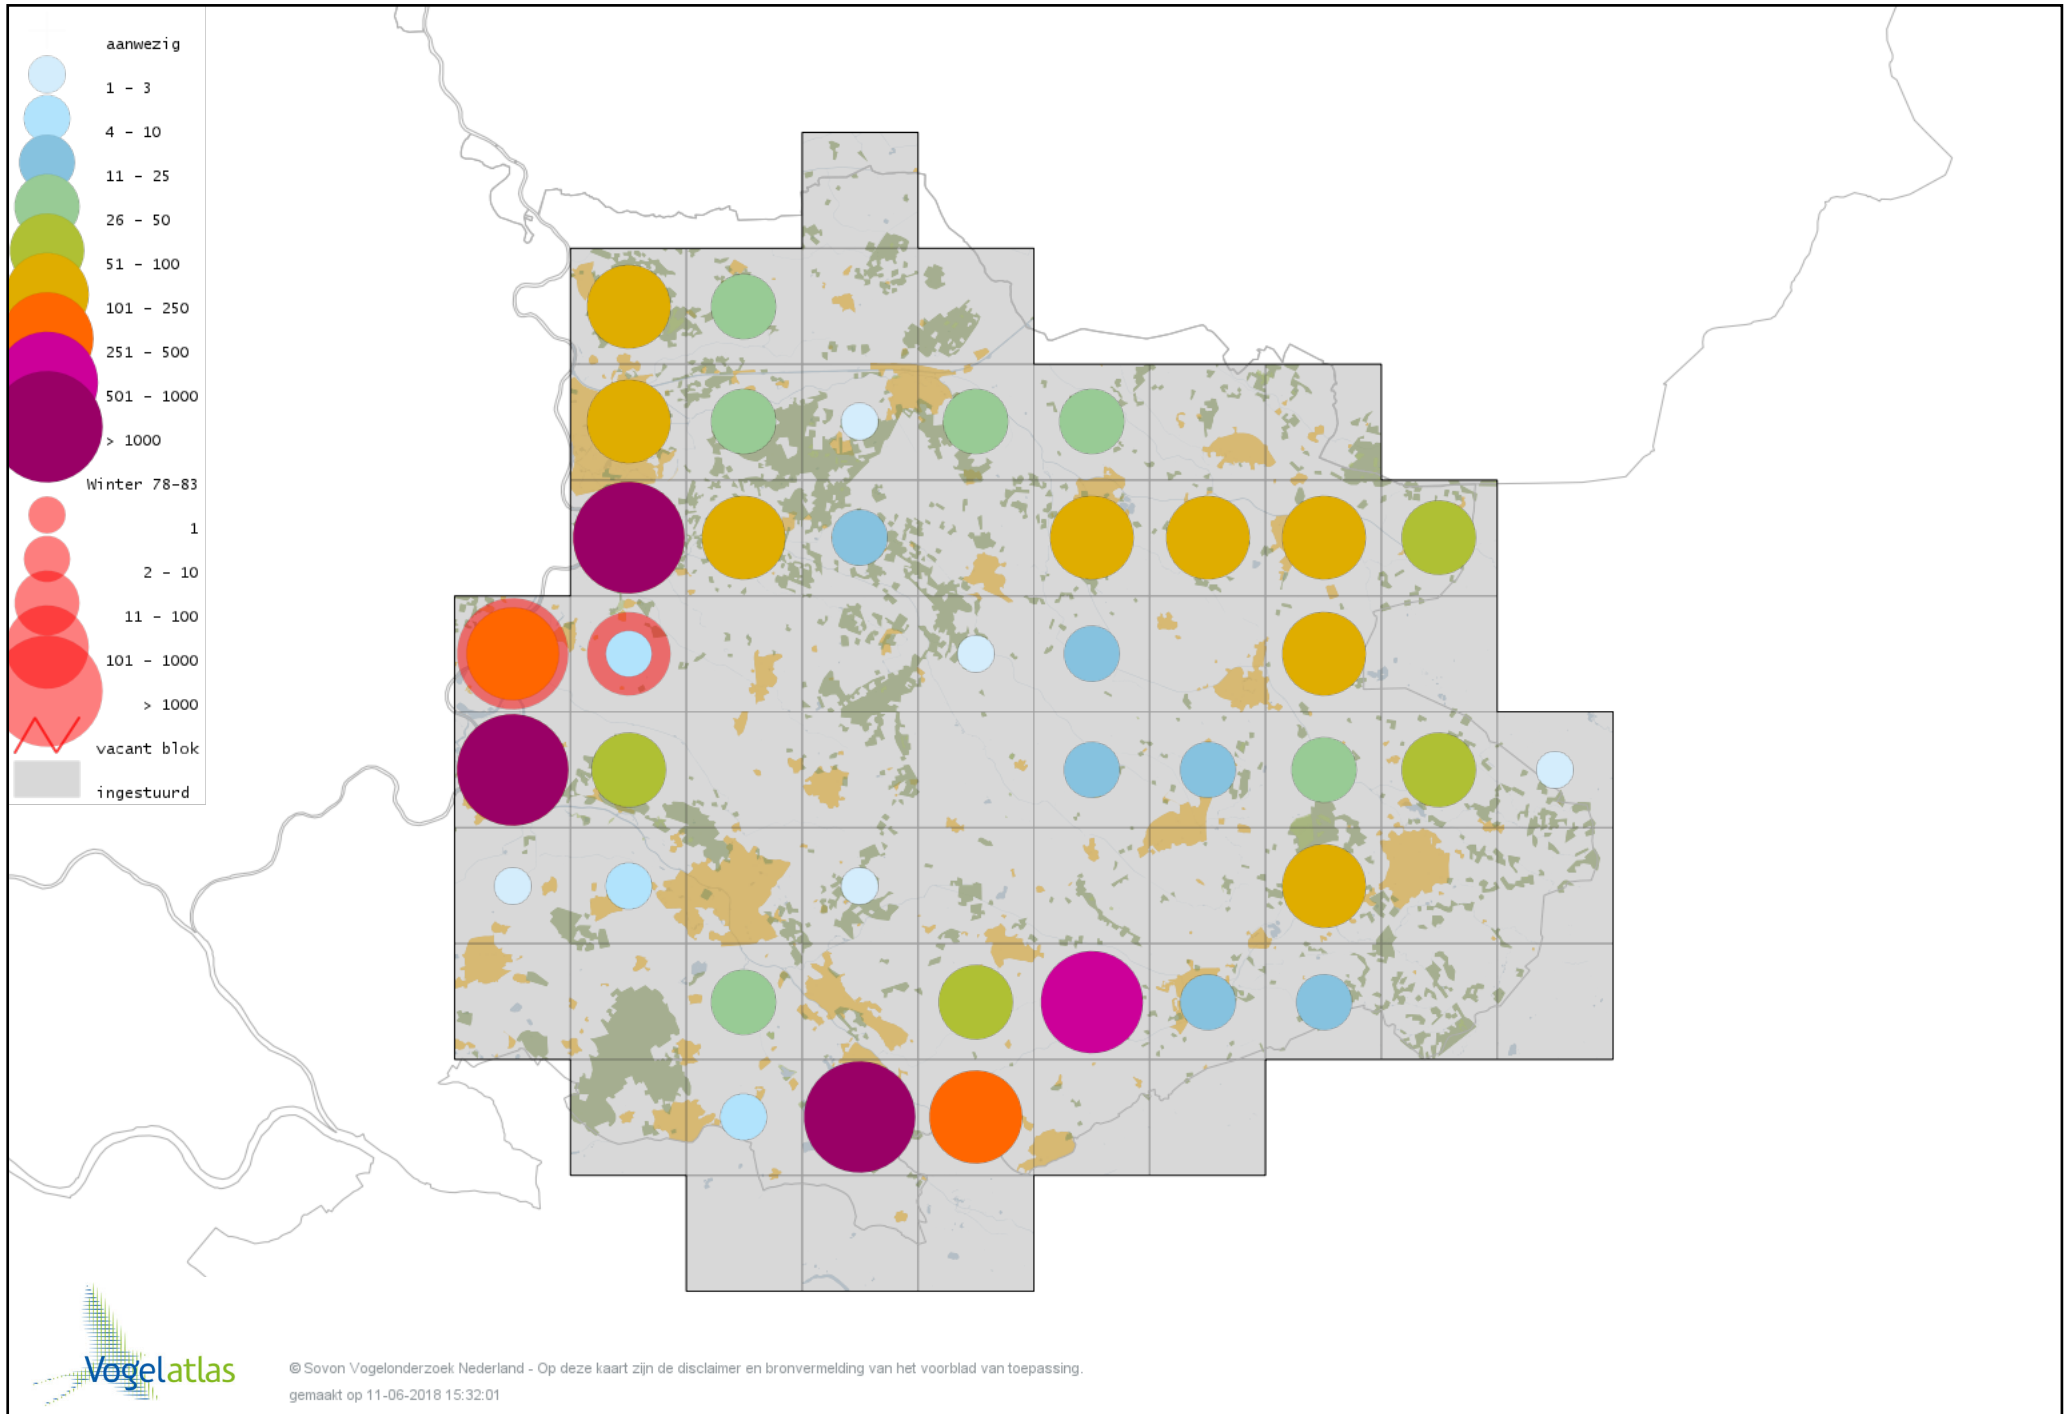 aanwezig
1 - 3
4 - 10
11 - 25
26 - 50
51 - 100
101 - 250
251 - 500
501 - 1000
> 1000
Winter 78-83
1
2 - 10
11 - 100
101 - 1000
> 1000
vacant blok
ingestuurd
Vogelatlas
© Sovon Vogelonderzoek Nederland - Op deze kaart zijn de disclaimer en bronvermelding van het voorblad van toepassing.
gemaakt op 11-06-2018 15:32:01